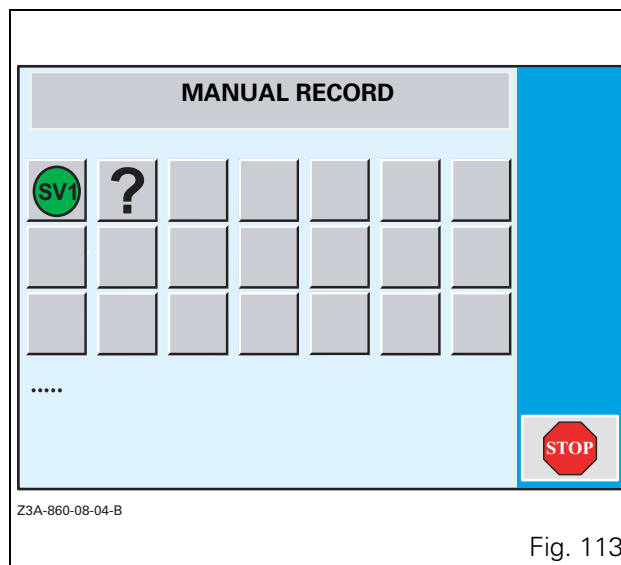 MANUAL RECORD
SV1 ?
.....
STOP
Z3A-860-08-04-B
Fig. 113